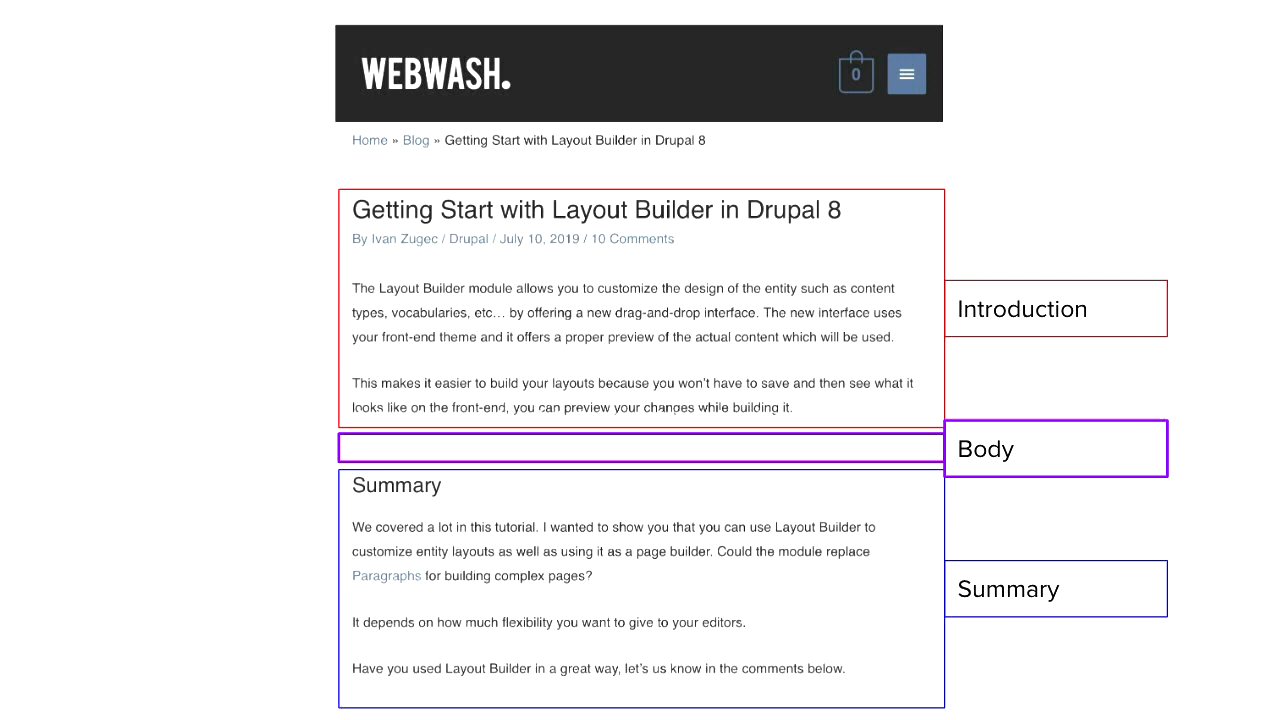 WEBWASH.
0
Home » Blog » Getting Start with Layout Builder in Drupal 8
Getting Start with Layout Builder in Drupal 8
By Ivan Zugec / Drupal / July 10, 2019 / 10 Comments
The Layout Builder module allows you to customize the design of the entity such as content
types, vocabularies, etc… by offering a new drag-and-drop interface. The new interface uses
your front-end theme and it offers a proper preview of the actual content which will be used.
This makes it easier to build your layouts because you won't have to save and then see what it
looks like on the front-end, you can preview your changes while building it.
Introduction
Body
Summary
We covered a lot in this tutorial. I wanted to show you that you can use Layout Builder to
customize entity layouts as well as using it as a page builder. Could the module replace
Paragraphs for building complex pages?
It depends on how much flexibility you want to give to your editors.
Have you used Layout Builder in a great way, let's us know in the comments below.
Summary